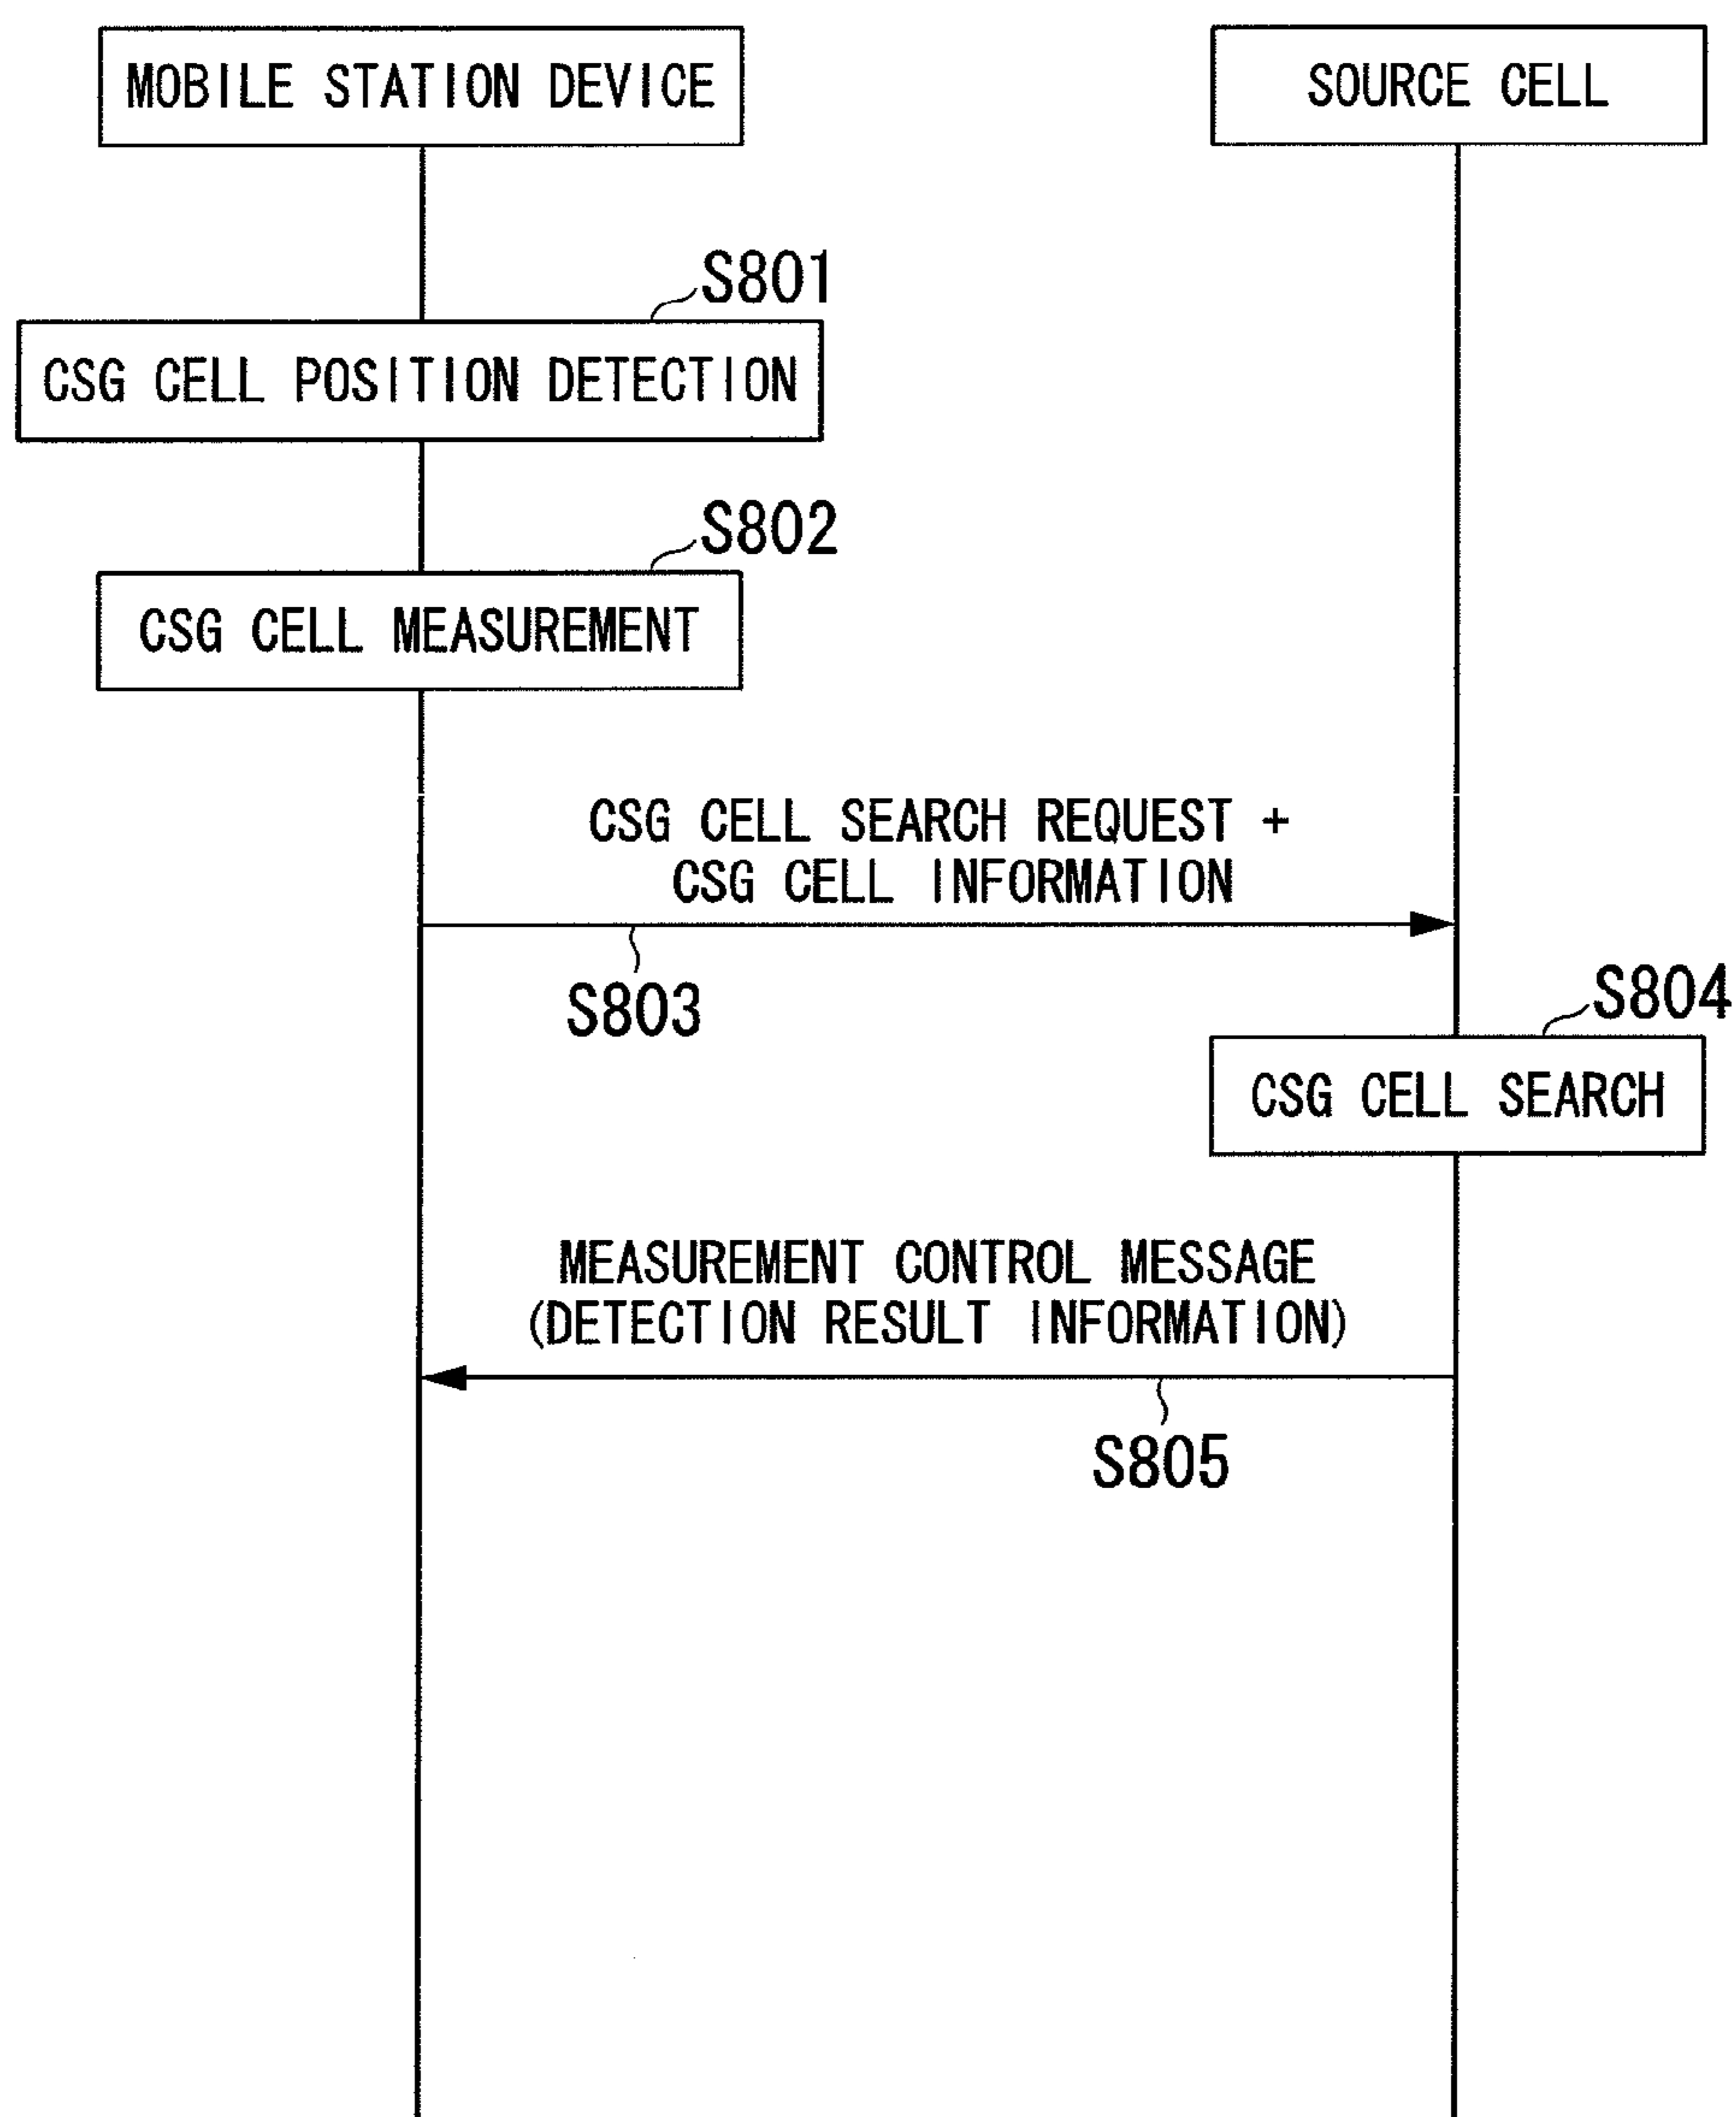 MOBILE STATION DEVICE
SOURCE CELL
S801
CSG CELL POSITION DETECTION
S802
CSG CELL MEASUREMENT
CSG CELL SEARCH REQUEST +
CSG CELL INFORMATION
S803
S804
CSG CELL SEARCH
MEASUREMENT CONTROL MESSAGE
(DETECTION RESULT INFORMATION)
S805